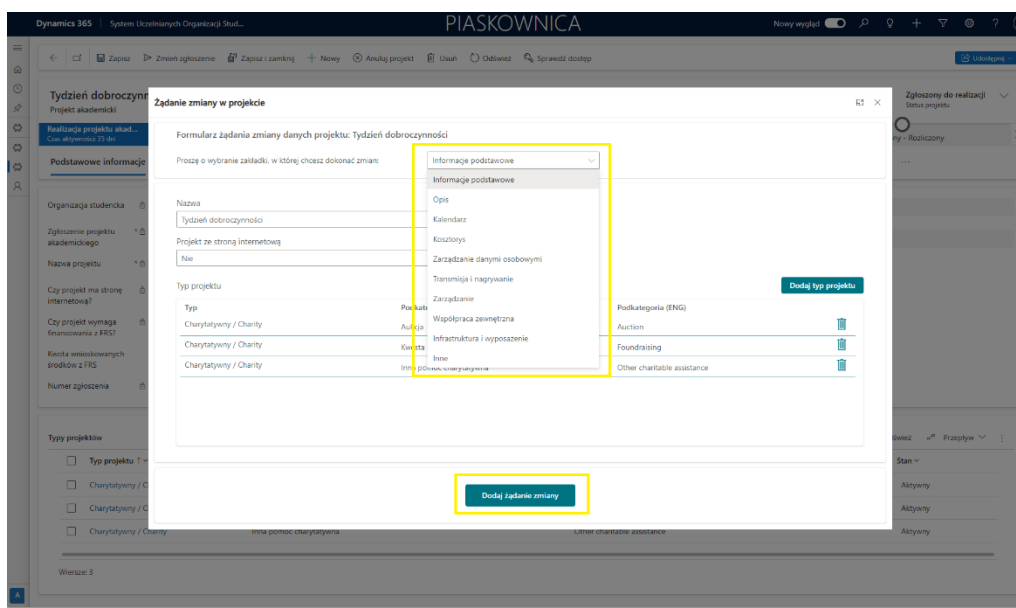 Dynamics 365 System Uczelnianych Organizacji Stud... PIASKOWNICA Nowy wygląd
Zapisz Zmień zgłoszenie Zapisz i zamknij Nowy Anuluj projekt Usuń Odśwież Sprawdź dostęp Udostępnij
Tydzień dobroczynn
Projekt akademicki
Zgłoszony do realizacji
Status projektu
Realizacja projektu akad...
Czas aktywności: 25 dni
ny - Rozliczony
Podstawowe informacje
Organizacja studencka
Zgłoszenie projektu
akademickiego
Nazwa projektu
Czy projekt ma stronę
internetową?
Czy projekt wymaga
finansowania z FRS?
Kwota wnioskowanych
środków z FRS
Numer zgłoszenia
Żądanie zmiany w projekcie
Formularz żądania zmiany danych projektu: Tydzień dobroczynności
Proszę o wybranie zakładki, w której chcesz dokonać zmian: Informacje podstawowe
Informacje podstawowe
Opis
Kalendarz
Kosztorys
Zarządzanie danymi osobowymi
Transmisja i nagrywanie
Zarządzanie
Współpraca zewnętrzna
Infrastruktura i wyposażenie
Inne
Nazwa
Tydzień dobroczynności
Projekt ze stroną internetową
Nie
Typ projektu Dodaj typ projektu
Typ Podkate Podkategoria (ENG)
Charytatywny / Charity Aukcja Auction
Charytatywny / Charity Kwesta Foundraising
Charytatywny / Charity Inna pomoc charytatywna Other charitable assistance
Dodaj żądanie zmiany
Typy projektów Przepływ
Typ projektu Stan
Charytatywny / C Aktywny
Charytatywny / C Aktywny
Charytatywny / Charity Inna pomoc charytatywna Other charitable assistance Aktywny
Wiersze: 3
A